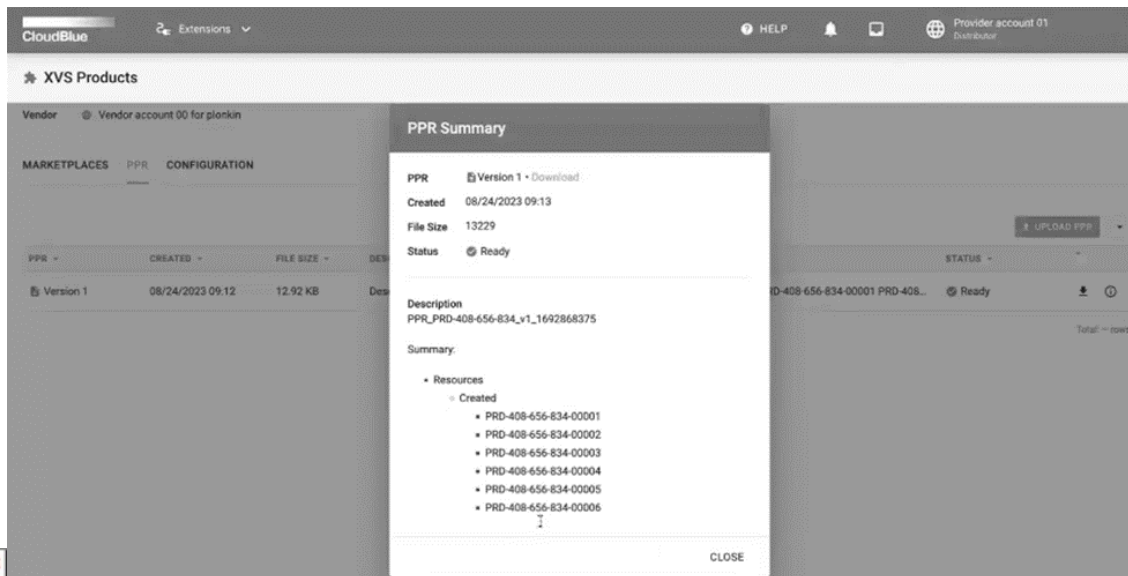 CloudBlue
Extensions
HELP
Provider account 01
Distributor
XVS Products
Vendor Vendor account 00 for plonkin
MARKETPLACES PPR CONFIGURATION
UPLOAD PPR
PPR CREATED FILE SIZE STATUS
Version 1 08/24/2023 09.12 12.92 KB D-408-656-834-00001 PRD-408... Ready
Total: – rows
PPR Summary
PPR Version 1 • Download
Created 08/24/2023 09:13
File Size 13229
Status Ready
Description
PPR_PRD-408-656-834_v1_1692868375
Summary:
• Resources
Created
PRD-408-656-834-00001
PRD-408-656-834-00002
PRD-408-656-834-00003
PRD-408-656-834-00004
PRD-408-656-834-00005
PRD-408-656-834-00006
CLOSE